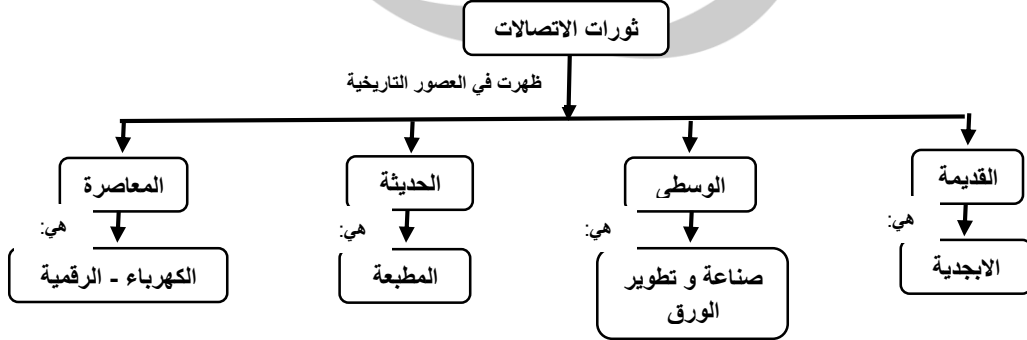 ثورات الاتصالات
ظهرت في العصور التاريخية
القديمة
الوسطى
الحديثة
المعاصرة
هي:
هي:
هي:
هي:
الابجدية
صناعة و تطوير
الورق
المطبعة
الكهرباء - الرقمية